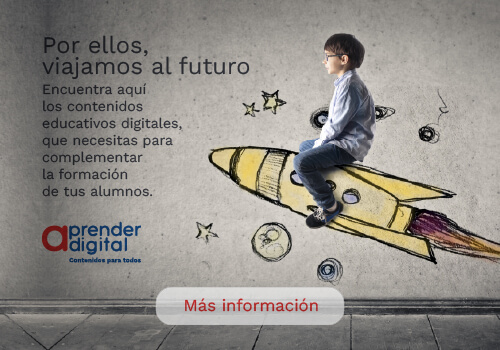 Por ellos,
viajamos al futuro
Encuentra aquí
los contenidos
educativos digitales,
que necesitas para
complementar
la formación
de tus alumnos.
aprender
digital
Contenidos para todos
Más información